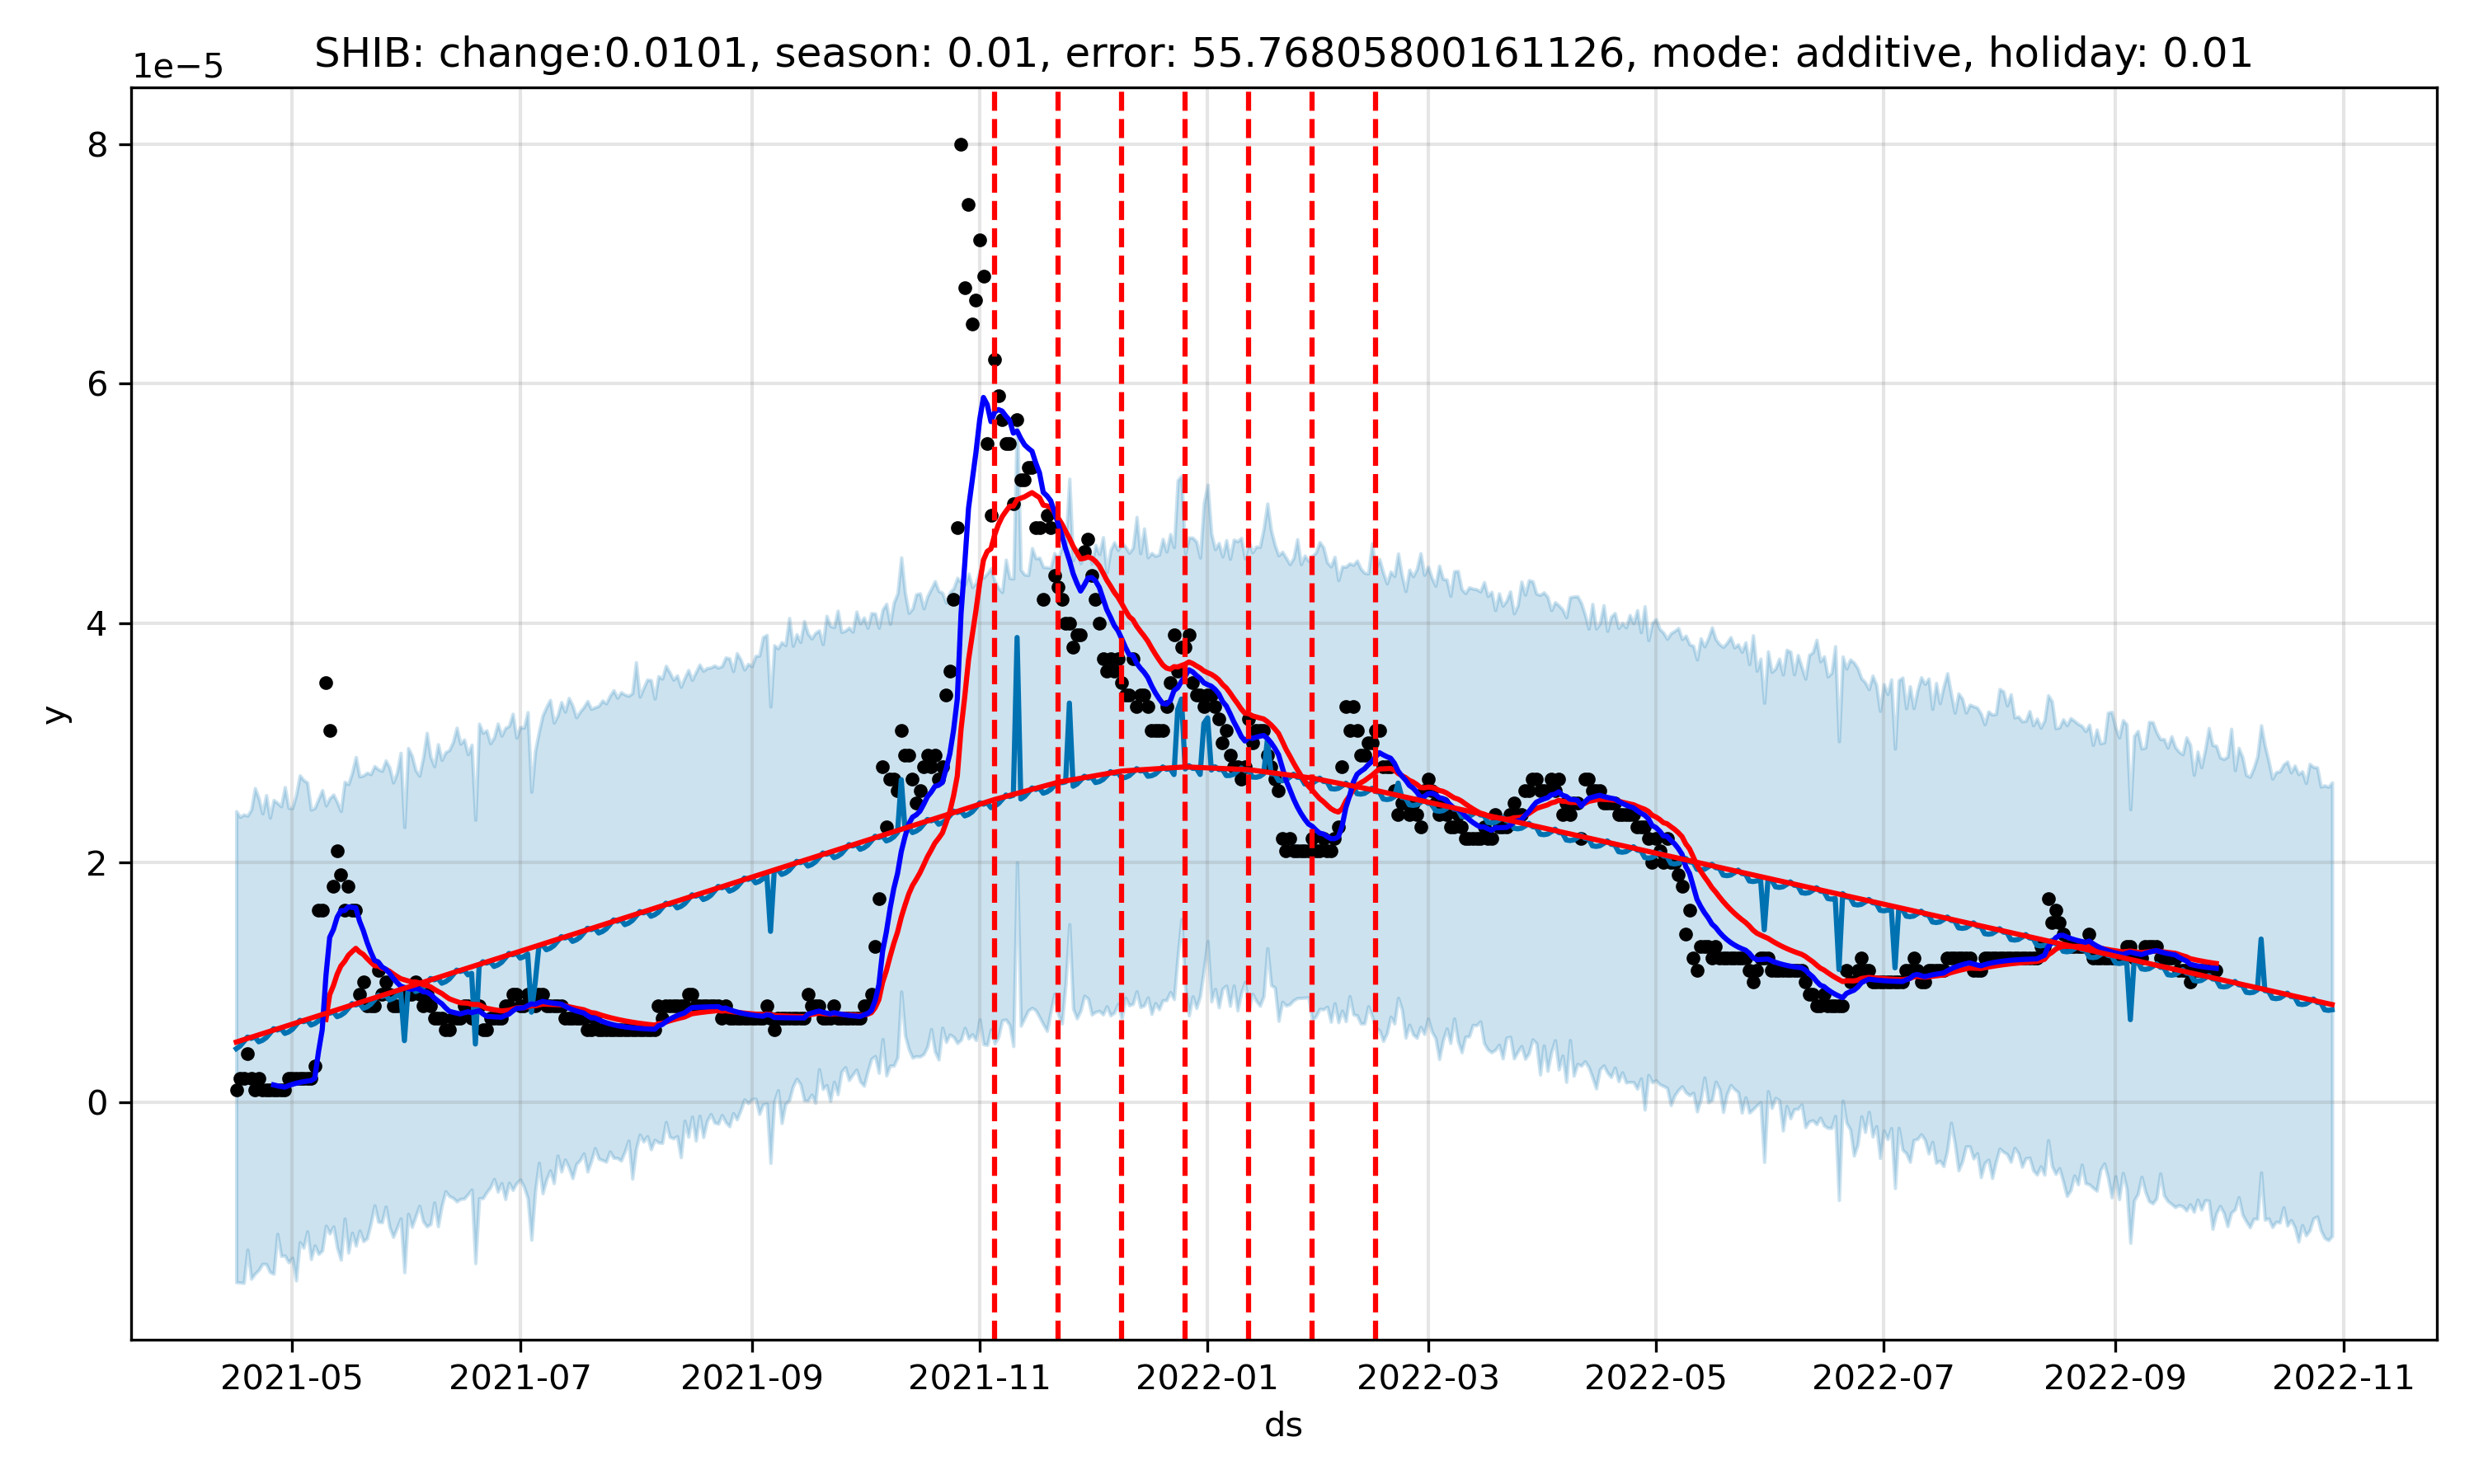 SHIB: change:0.0101, season: 0.01, error: 55.76805800161126, mode: additive, holiday: 0.01
1e−5
8
6
4
2
0
y
2021-05 2021-07 2021-09 2021-11 2022-01 2022-03 2022-05 2022-07 2022-09 2022-11
ds